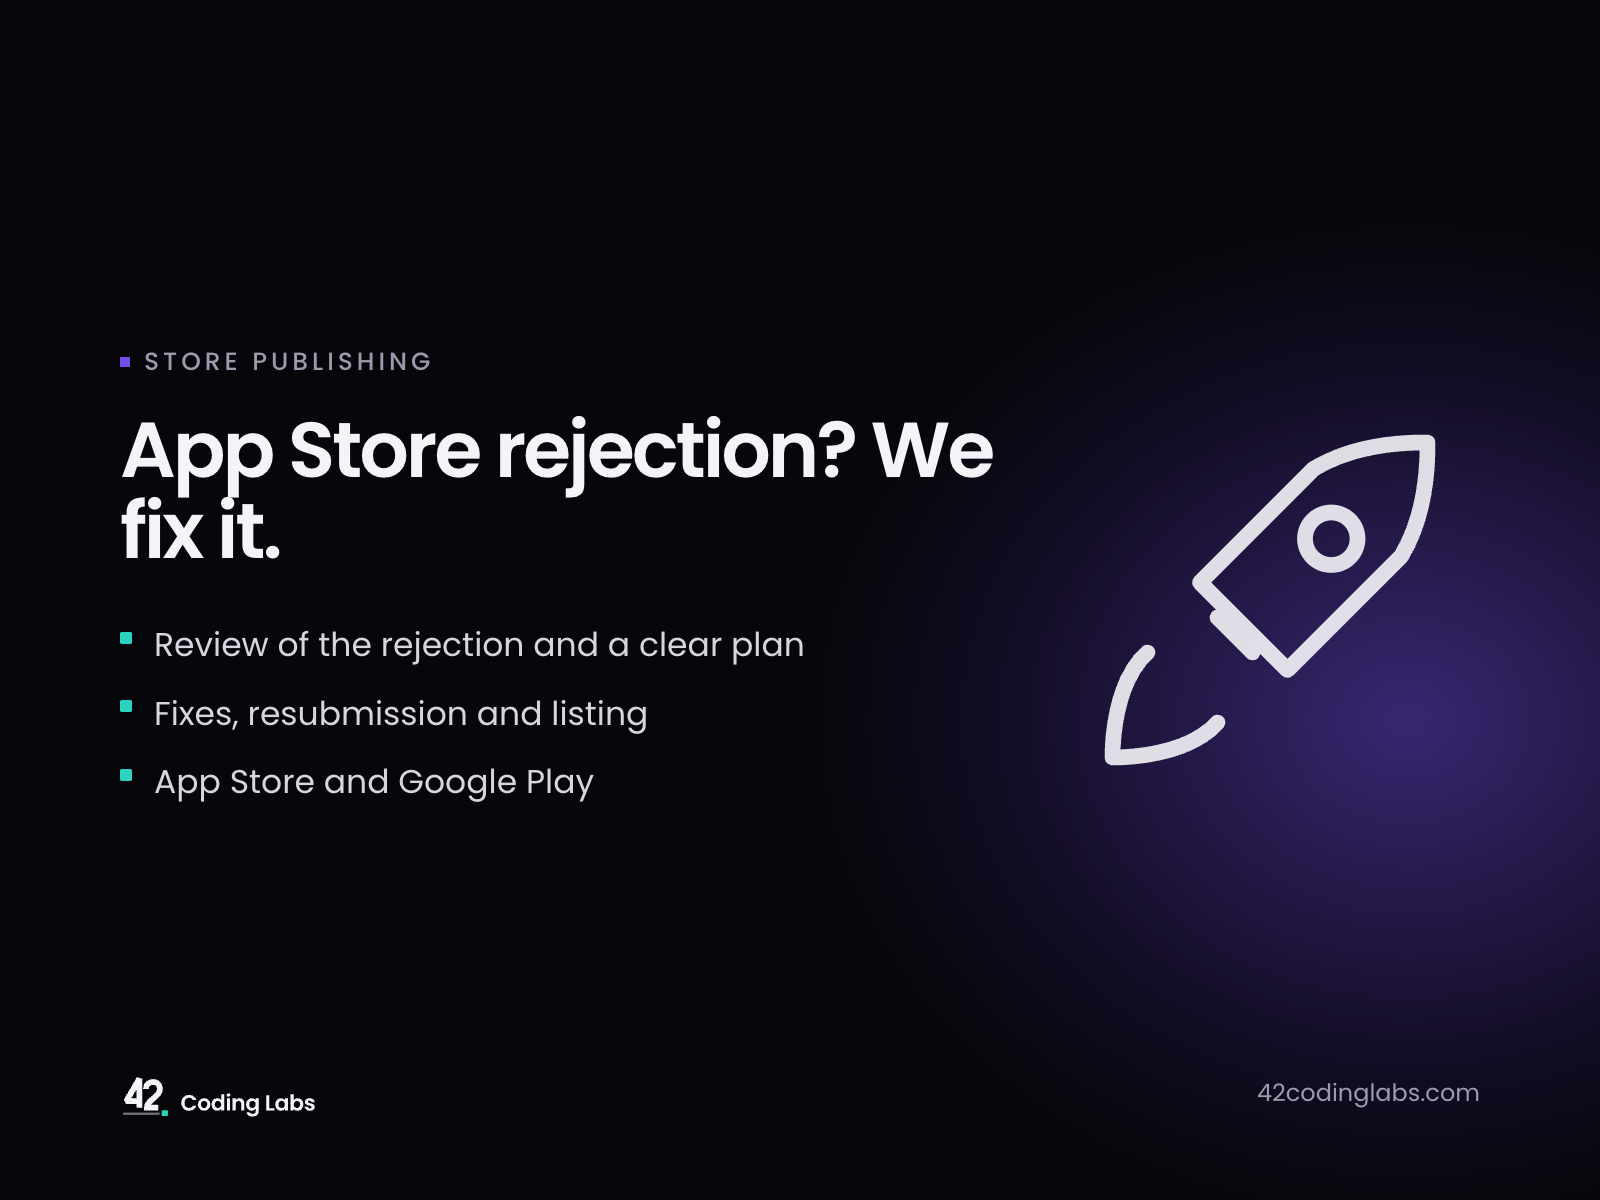 STORE PUBLISHING
App Store rejection? We
fix it.
Review of the rejection and a clear plan
Fixes, resubmission and listing
App Store and Google Play
42 Coding Labs
42codinglabs.com